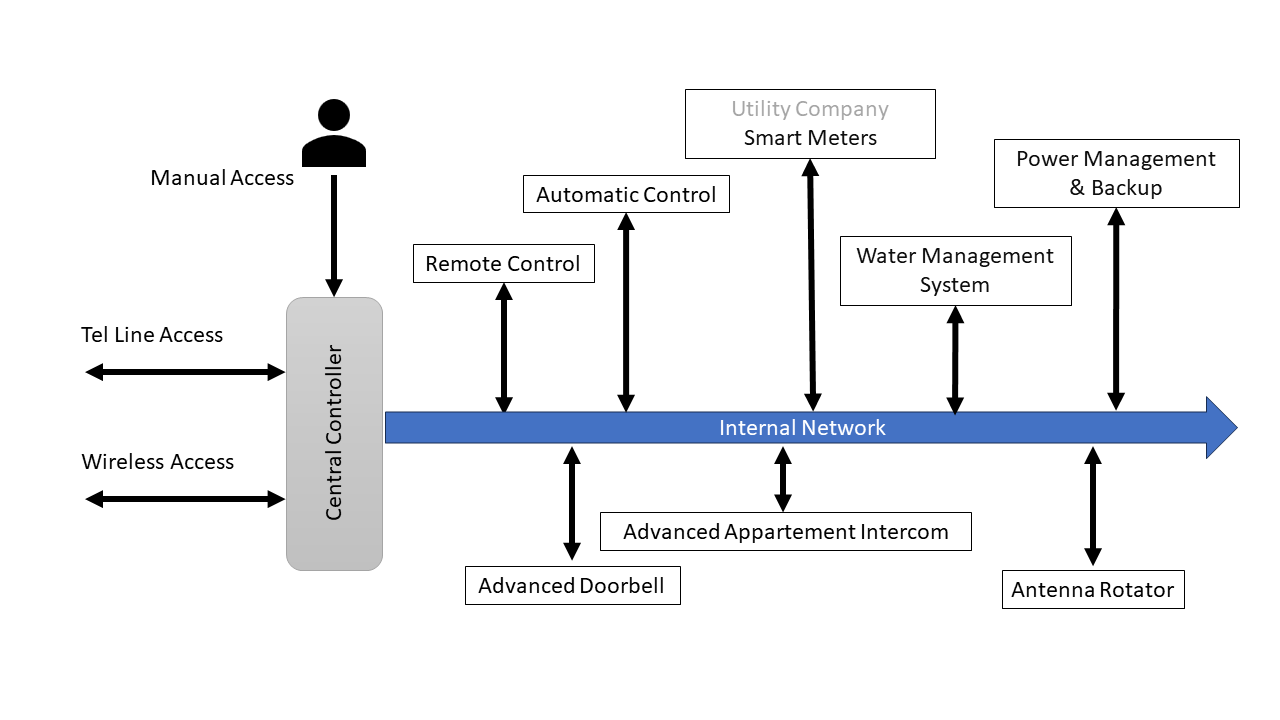 Utility Company
Smart Meters
Power Management
& Backup
Manual Access
Automatic Control
Remote Control
Water Management
System
Tel Line Access
Central Controller
Internal Network
Wireless Access
Advanced Appartement Intercom
Advanced Doorbell
Antenna Rotator